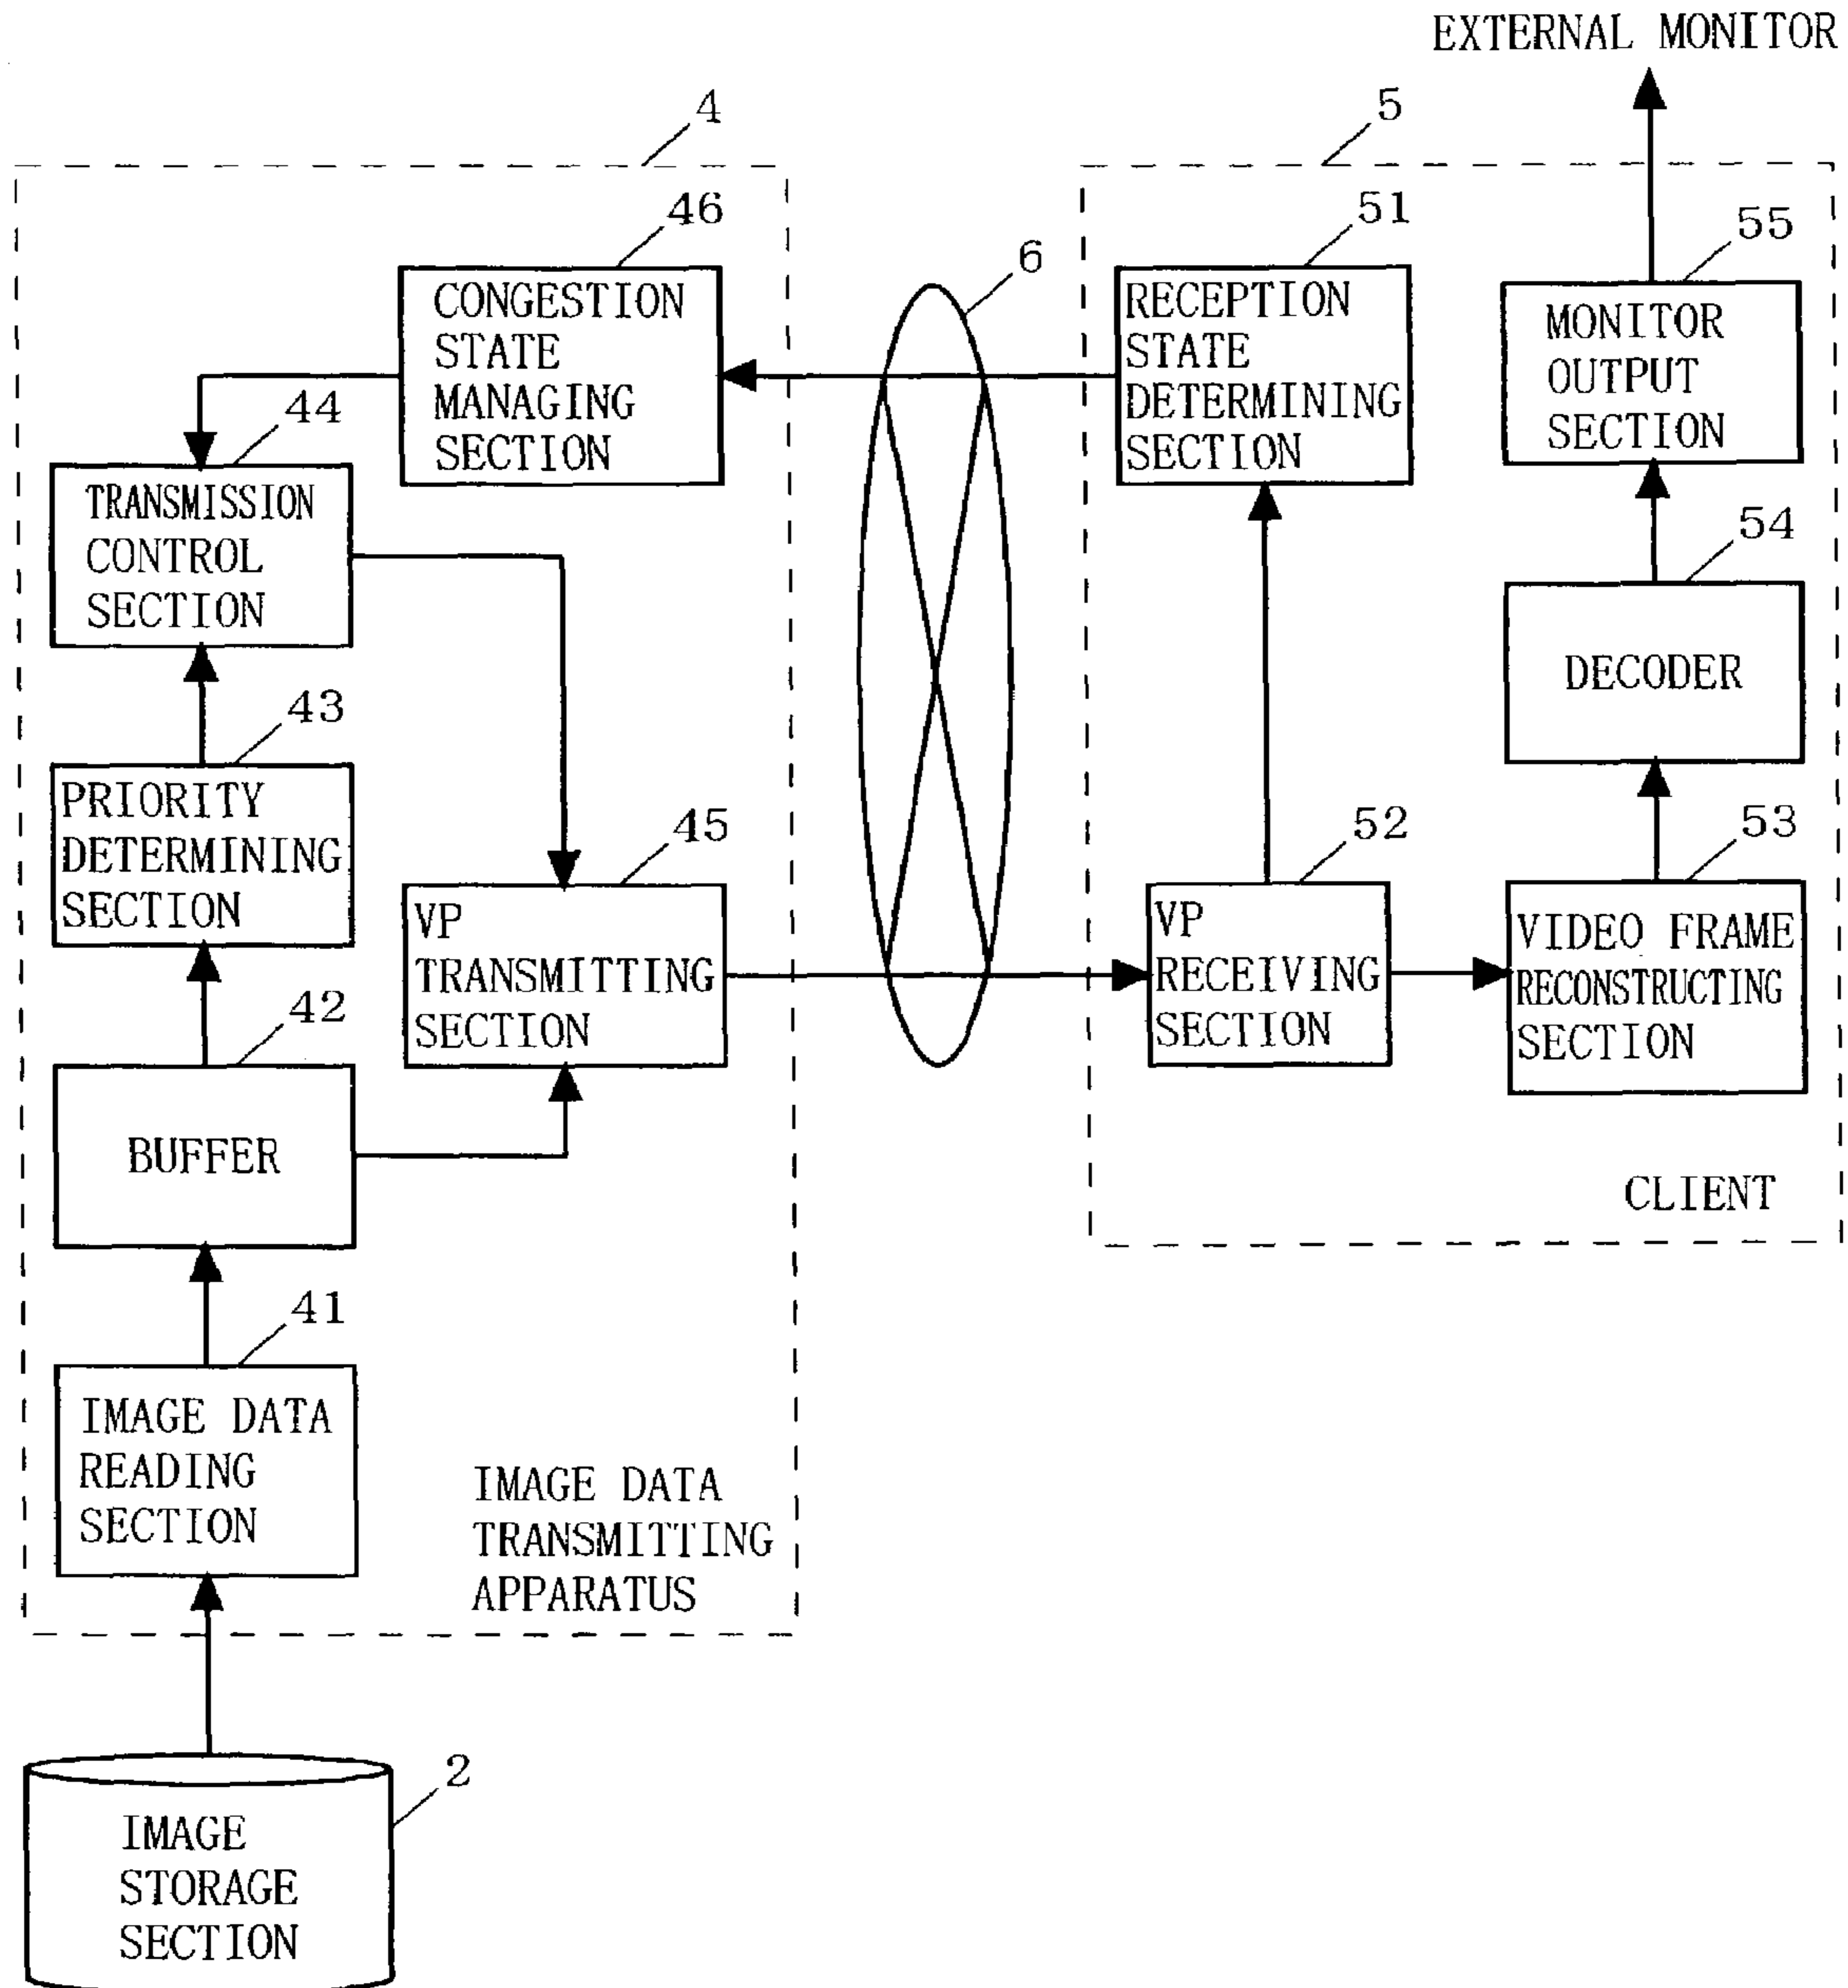 EXTERNAL MONITOR
4
5
46
CONGESTION
STATE
MANAGING
SECTION
6
51
RECEPTION
STATE
DETERMINING
SECTION
55
MONITOR
OUTPUT
SECTION
44
TRANSMISSION
CONTROL
SECTION
54
DECODER
43
PRIORITY
DETERMINING
SECTION
45
VP
TRANSMITTING
SECTION
52
VP
RECEIVING
SECTION
53
VIDEO FRAME
RECONSTRUCTING
SECTION
42
BUFFER
CLIENT
41
IMAGE DATA
READING
SECTION
IMAGE DATA
TRANSMITTING
APPARATUS
2
IMAGE
STORAGE
SECTION